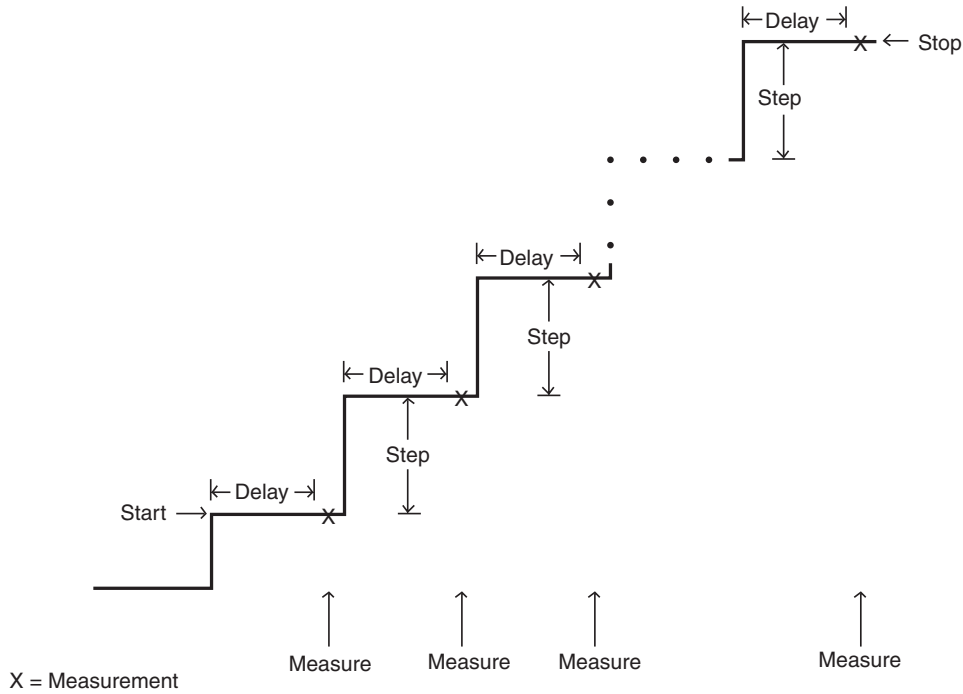 Delay
Stop
Step
Delay
Step
Delay
Step
Delay
Start
Measure
Measure
Measure
Measure
X = Measurement